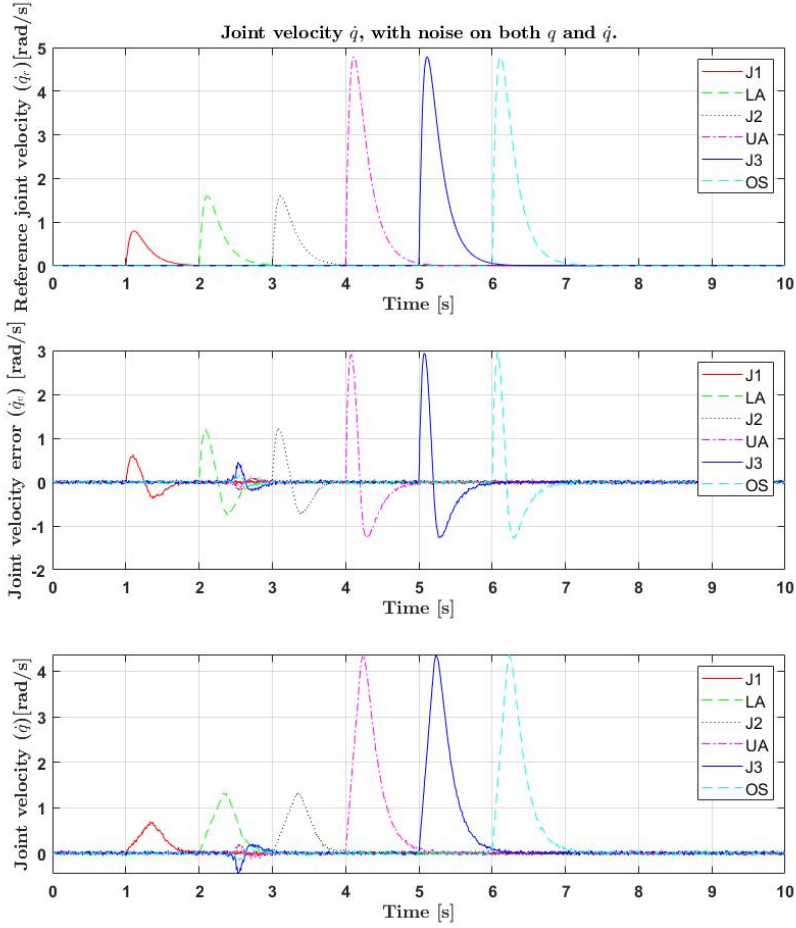 Joint velocity q̇, with noise on both q and q̇.
Reference joint velocity (q̇ᵣ)[rad/s]
5
4
3
2
1
0
J1
LA
J2
UA
J3
OS
0 1 2 3 4 5 6 7 8 9 10
Time [s]
Joint velocity error (q̇ₑ) [rad/s]
3
2
1
0
-1
-2
J1
LA
J2
UA
J3
OS
0 1 2 3 4 5 6 7 8 9 10
Time [s]
Joint velocity (q̇)[rad/s]
4
3
2
1
0
J1
LA
J2
UA
J3
OS
0 1 2 3 4 5 6 7 8 9 10
Time [s]